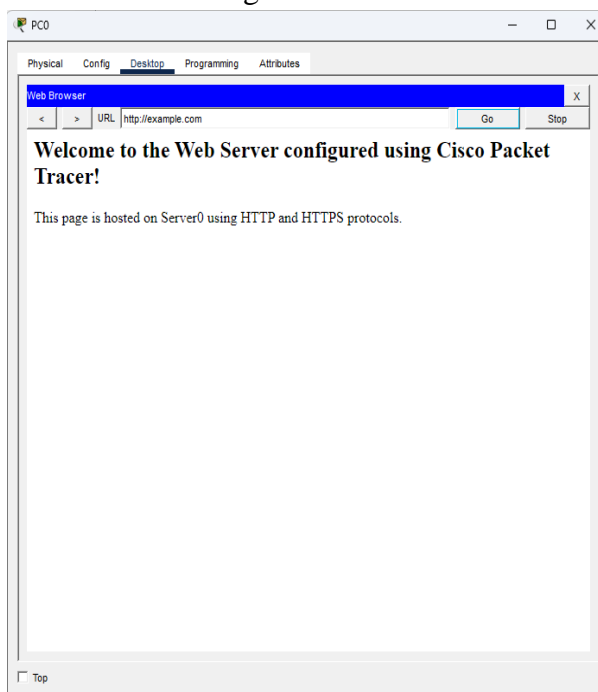 PC0
Physical Config Desktop Programming Attributes
Web Browser X
< > URL http://example.com Go Stop
Welcome to the Web Server configured using Cisco Packet
Tracer!
This page is hosted on Server0 using HTTP and HTTPS protocols.
Top